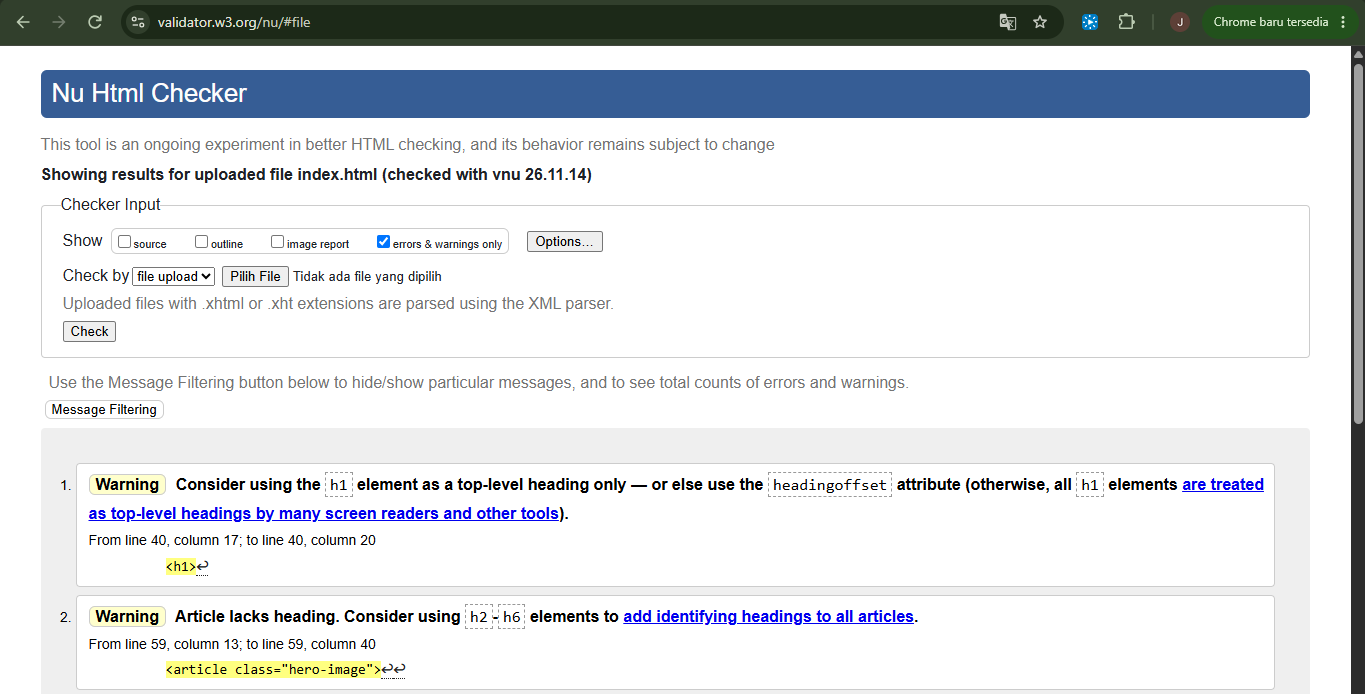 validator.w3.org/nu/#file
J
Chrome baru tersedia
Nu Html Checker
This tool is an ongoing experiment in better HTML checking, and its behavior remains subject to change
Showing results for uploaded file index.html (checked with vnu 26.11.14)
Checker Input
Show source outline image report errors & warnings only Options...
Check by file upload Pilih File Tidak ada file yang dipilih
Uploaded files with .xhtml or .xht extensions are parsed using the XML parser.
Check
Use the Message Filtering button below to hide/show particular messages, and to see total counts of errors and warnings.
Message Filtering
1. Warning Consider using the h1 element as a top-level heading only — or else use the headingoffset attribute (otherwise, all h1 elements are treated
as top-level headings by many screen readers and other tools).
From line 40, column 17; to line 40, column 20
<h1>↩
2. Warning Article lacks heading. Consider using h2-h6 elements to add identifying headings to all articles.
From line 59, column 13; to line 59, column 40
<article class="hero-image">↩↩